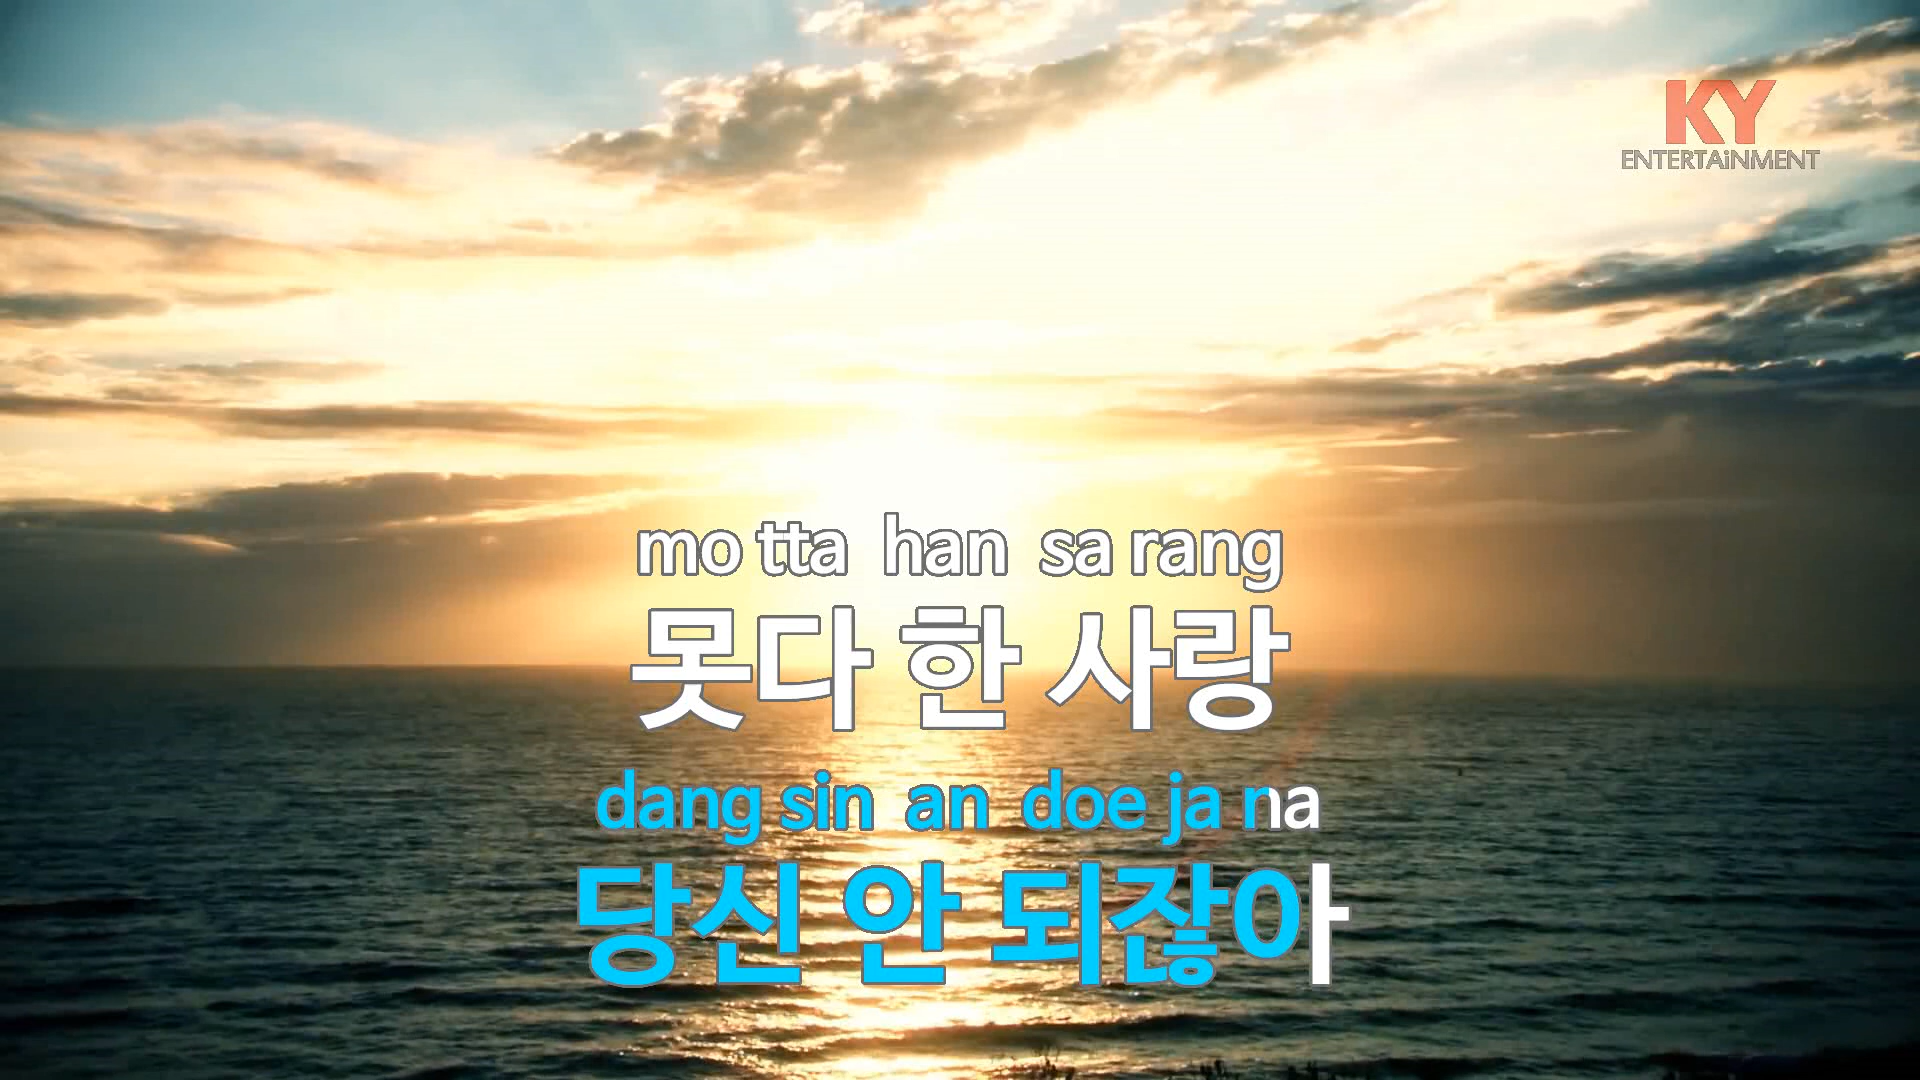 KY
ENTERTAiNMENT
mo tta han sa rang
못다 한 사랑
dang sin an doe ja na
당신 안 되잖아